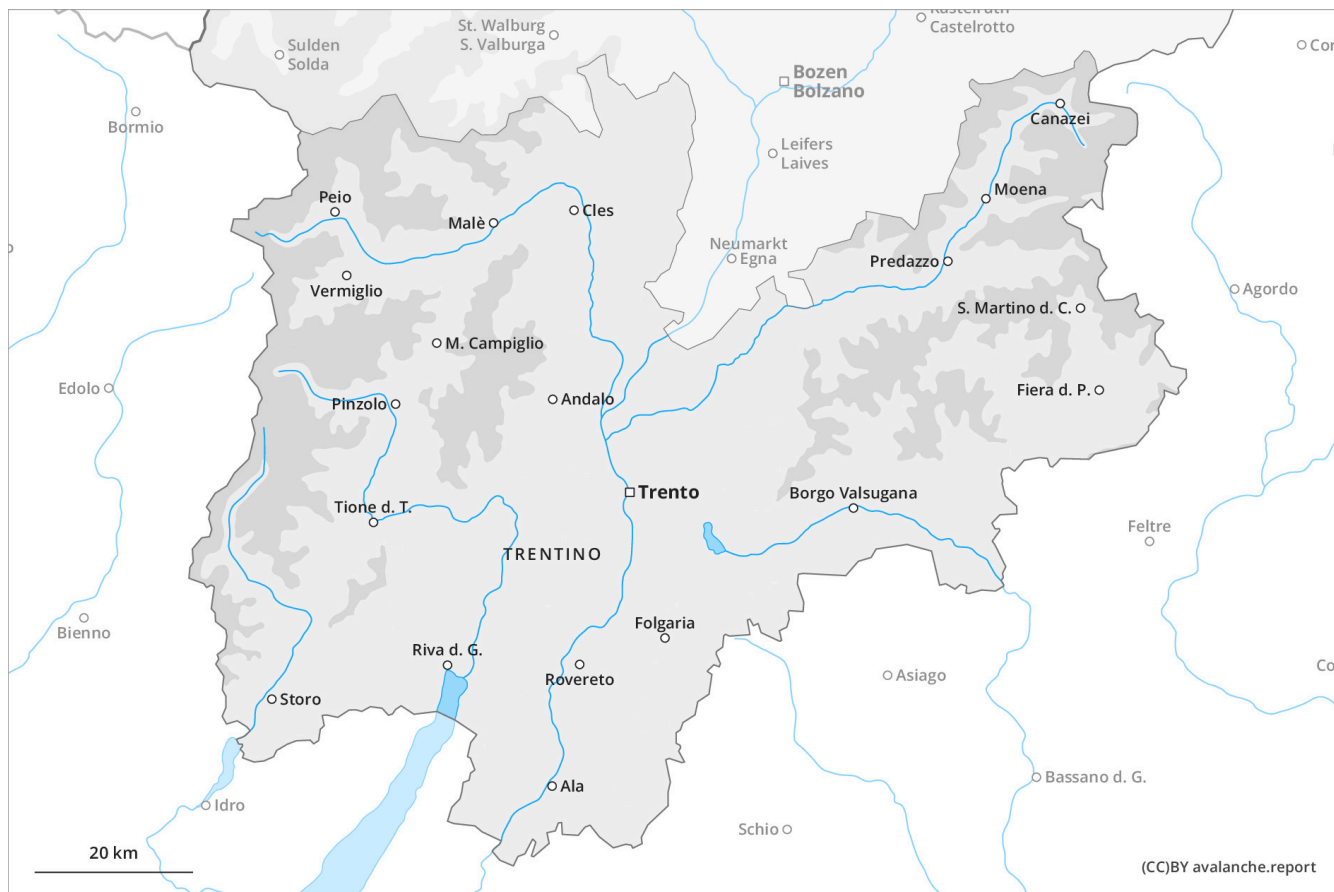 Kastelruth
Castelrotto
St. Walburg
S. Valburga
Sulden
Solda
Bozen
Bolzano
Bormio
Canazei
Leifers
Laives
Peio
Malè
Cles
Moena
Neumarkt
Egna
Predazzo
Vermiglio
Agordo
S. Martino d. C.
M. Campiglio
Edolo
Pinzolo
Andalo
Fiera d. P.
Trento
Borgo Valsugana
Tione d. T.
Feltre
TRENTINO
Bienno
Folgaria
Riva d. G.
Rovereto
Asiago
Storo
Ala
Bassano d. G.
Idro
Schio
20 km
(CC)BY avalanche.report